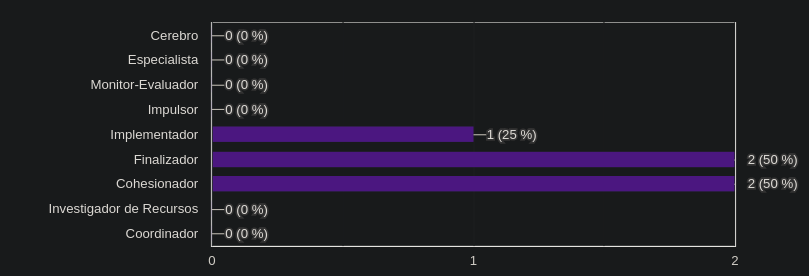 Cerebro 0 (0 %)
Especialista 0 (0 %)
Monitor-Evaluador 0 (0 %)
Impulsor 0 (0 %)
Implementador 1 (25 %)
Finalizador 2 (50 %)
Cohesionador 2 (50 %)
Investigador de Recursos 0 (0 %)
Coordinador 0 (0 %)
0 1 2